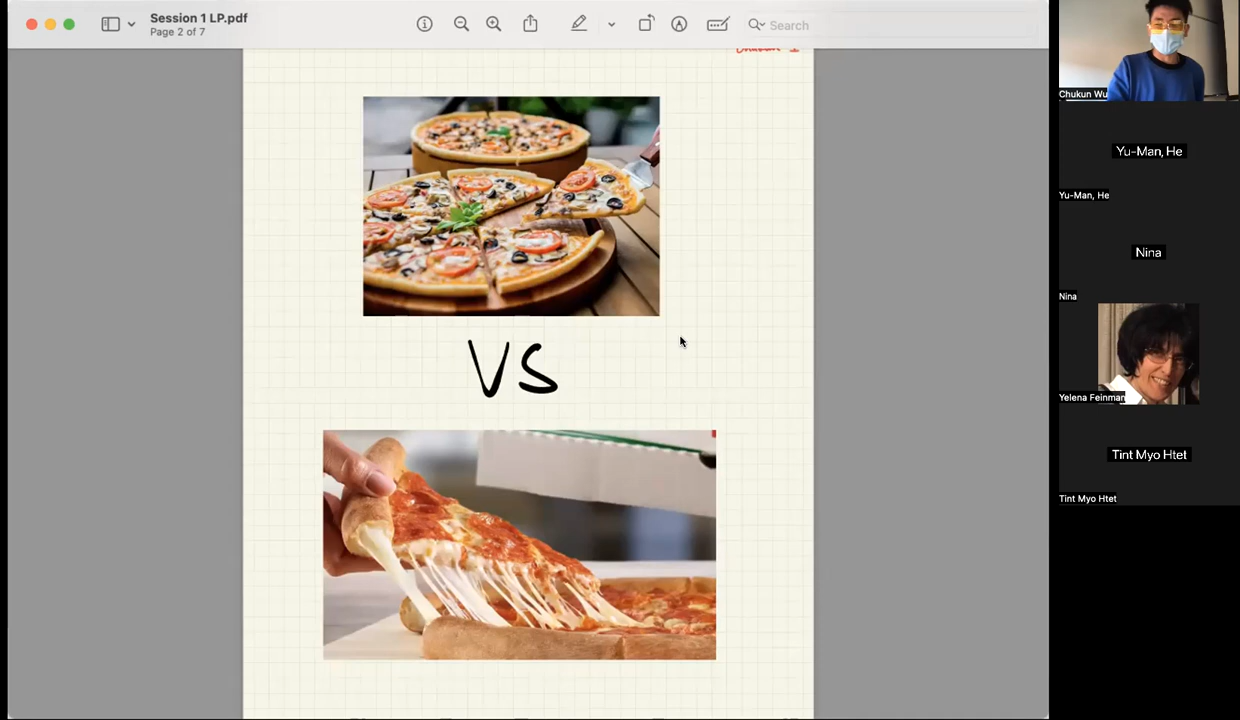 Session 1 LP.pdf
Page 2 of 7
Search
VS
Chukun Wu
Yu-Man, He
Yu-Man, He
Nina
Nina
Yelena Feinman
Tint Myo Htet
Tint Myo Htet